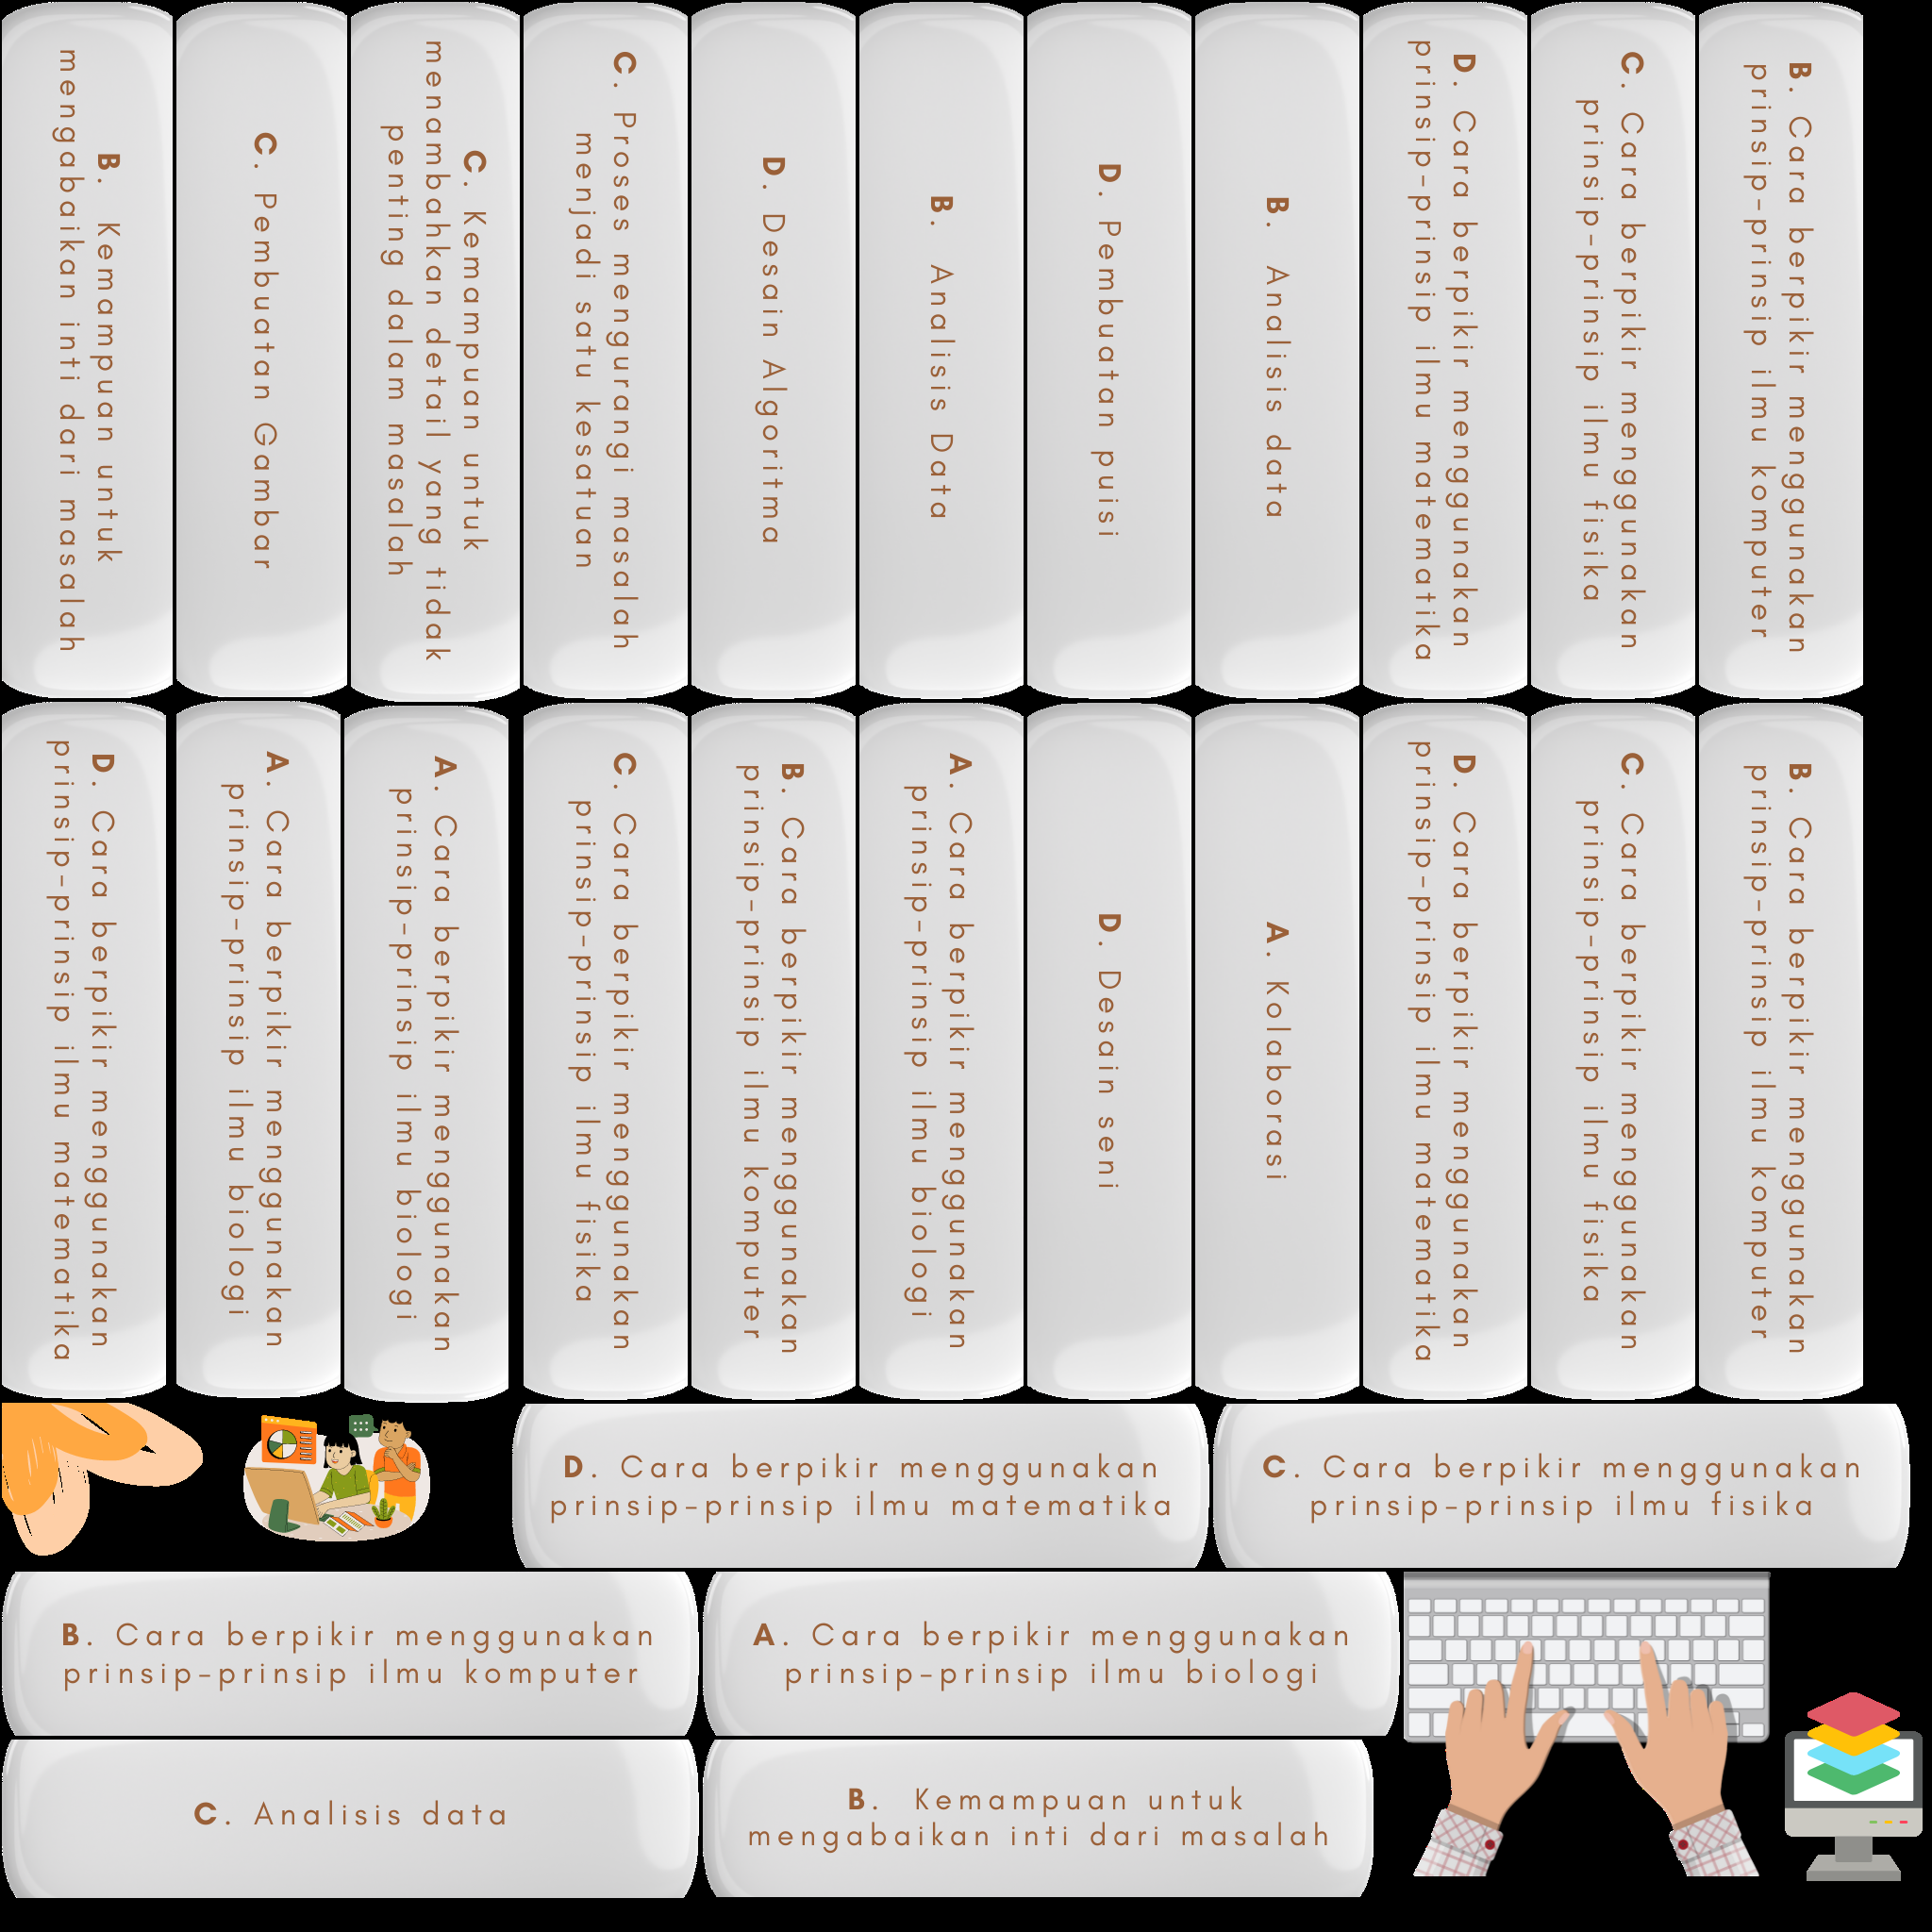 B. Kemampuan untuk
mengabaikan inti dari masalah
C. Pembuatan Gambar
C. Kemampuan untuk
menambahkan detail yang tidak
penting dalam masalah
C. Proses mengurangi masalah
menjadi satu kesatuan
D. Desain Algoritma
B. Analisis Data
D. Pembuatan puisi
B. Analisis data
D. Cara berpikir menggunakan
prinsip-prinsip ilmu matematika
C. Cara berpikir menggunakan
prinsip-prinsip ilmu fisika
B. Cara berpikir menggunakan
prinsip-prinsip ilmu komputer
D. Cara berpikir menggunakan
prinsip-prinsip ilmu matematika
A. Cara berpikir menggunakan
prinsip-prinsip ilmu biologi
A. Cara berpikir menggunakan
prinsip-prinsip ilmu biologi
C. Cara berpikir menggunakan
prinsip-prinsip ilmu fisika
B. Cara berpikir menggunakan
prinsip-prinsip ilmu komputer
A. Cara berpikir menggunakan
prinsip-prinsip ilmu biologi
D. Desain seni
A. Kolaborasi
D. Cara berpikir menggunakan
prinsip-prinsip ilmu matematika
C. Cara berpikir menggunakan
prinsip-prinsip ilmu fisika
B. Cara berpikir menggunakan
prinsip-prinsip ilmu komputer
D. Cara berpikir menggunakan
prinsip-prinsip ilmu matematika
C. Cara berpikir menggunakan
prinsip-prinsip ilmu fisika
B. Cara berpikir menggunakan
prinsip-prinsip ilmu komputer
A. Cara berpikir menggunakan
prinsip-prinsip ilmu biologi
C. Analisis data
B. Kemampuan untuk
mengabaikan inti dari masalah